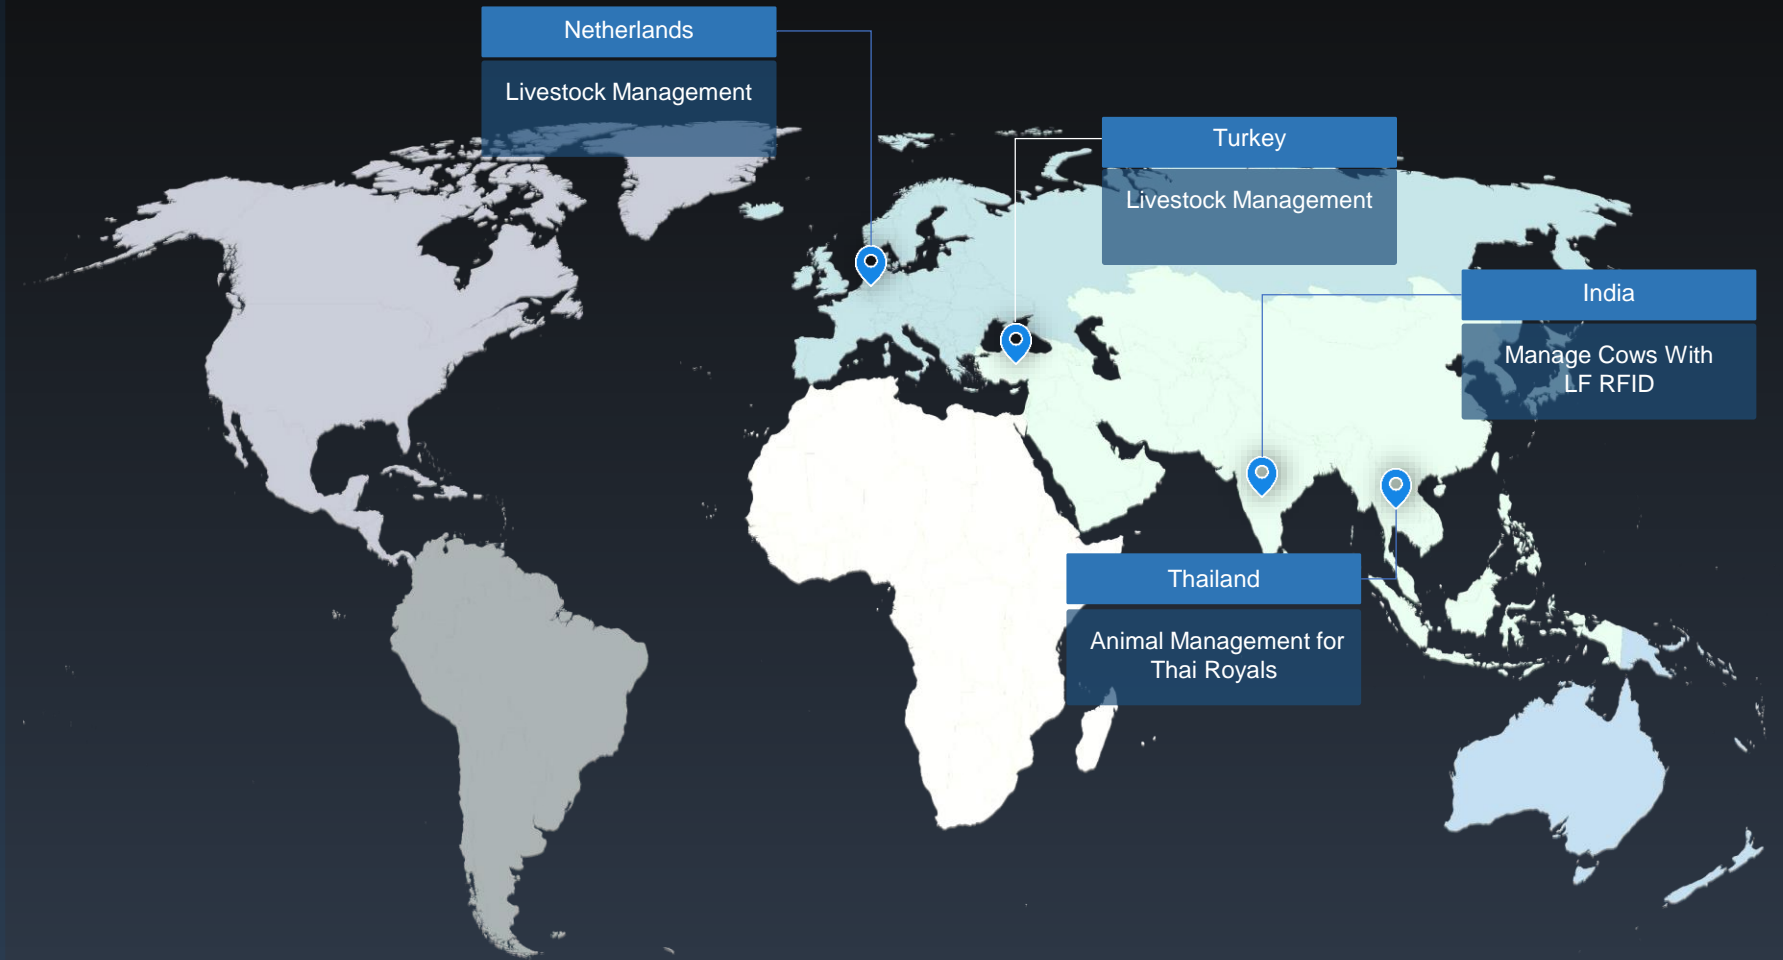 Netherlands
Livestock Management
Turkey
Livestock Management
India
Manage Cows With
LF RFID
Thailand
Animal Management for
Thai Royals